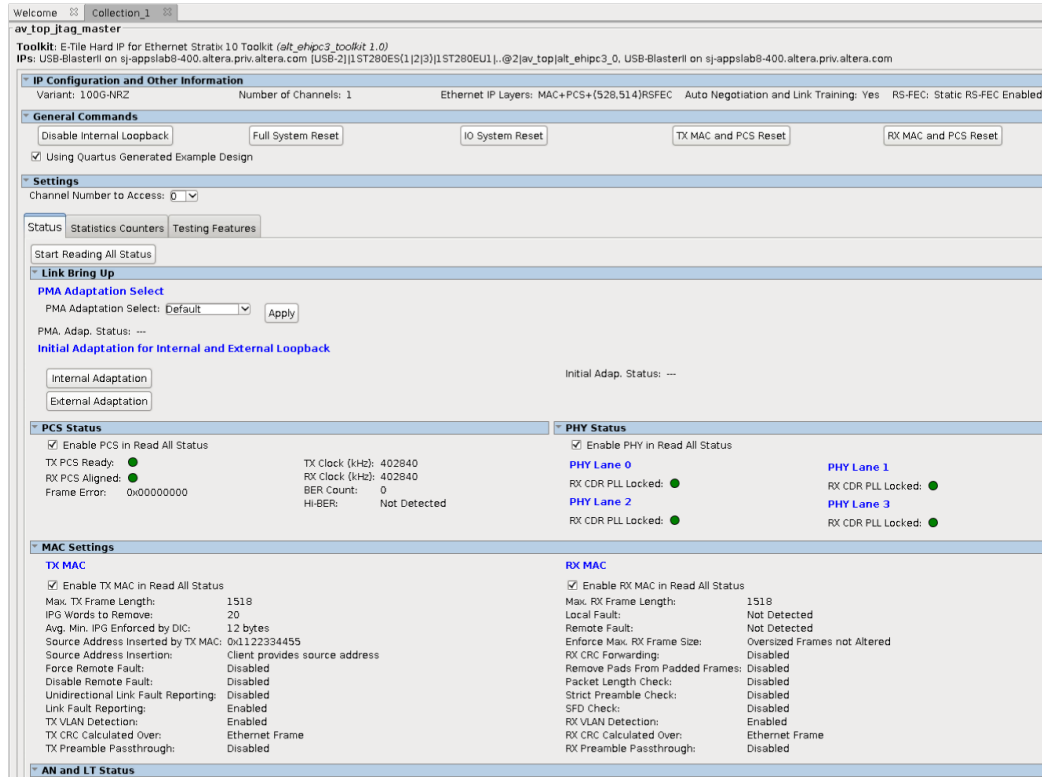 Welcome Collection_1
av_top_jtag_master
Toolkit: E-Tile Hard IP for Ethernet Stratix 10 Toolkit (alt_ehipc3_toolkit 1.0)
IPs: USB-BlasterII on sj-appslab8-400.altera.priv.altera.com [USB-2]|1ST280ES(1|2|3)|1ST280EU1|..@2|av_top|alt_ehipc3_0, USB-BlasterII on sj-appslab8-400.altera.priv.altera.com
IP Configuration and Other Information
Variant: 100G-NRZ Number of Channels: 1 Ethernet IP Layers: MAC+PCS+(528,514)RSFEC Auto Negotiation and Link Training: Yes RS-FEC: Static RS-FEC Enabled
General Commands
Disable Internal Loopback Full System Reset IO System Reset TX MAC and PCS Reset RX MAC and PCS Reset
Using Quartus Generated Example Design
Settings
Channel Number to Access: 0
Status Statistics Counters Testing Features
Start Reading All Status
Link Bring Up
PMA Adaptation Select
PMA Adaptation Select: Default Apply
PMA. Adap. Status: ---
Initial Adaptation for Internal and External Loopback
Internal Adaptation Initial Adap. Status: ---
External Adaptation
PCS Status
Enable PCS in Read All Status
TX PCS Ready: TX Clock (kHz): 402840
RX PCS Aligned: RX Clock (kHz): 402840
Frame Error: 0x00000000 BER Count: 0
Hi-BER: Not Detected
PHY Status
Enable PHY in Read All Status
PHY Lane 0 PHY Lane 1
RX CDR PLL Locked: RX CDR PLL Locked:
PHY Lane 2 PHY Lane 3
RX CDR PLL Locked: RX CDR PLL Locked:
MAC Settings
TX MAC
Enable TX MAC in Read All Status
Max. TX Frame Length: 1518
IPG Words to Remove: 20
Avg. Min. IPG Enforced by DIC: 12 bytes
Source Address Inserted by TX MAC: 0x1122334455
Source Address Insertion: Client provides source address
Force Remote Fault: Disabled
Disable Remote Fault: Disabled
Unidirectional Link Fault Reporting: Disabled
Link Fault Reporting: Enabled
TX VLAN Detection: Enabled
TX CRC Calculated Over: Ethernet Frame
TX Preamble Passthrough: Disabled
RX MAC
Enable RX MAC in Read All Status
Max. RX Frame Length: 1518
Local Fault: Not Detected
Remote Fault: Not Detected
Enforce Max. RX Frame Size: Oversized Frames not Altered
RX CRC Forwarding: Disabled
Remove Pads From Padded Frames: Disabled
Packet Length Check: Disabled
Strict Preamble Check: Disabled
SFD Check: Disabled
RX VLAN Detection: Enabled
RX CRC Calculated Over: Ethernet Frame
RX Preamble Passthrough: Disabled
AN and LT Status